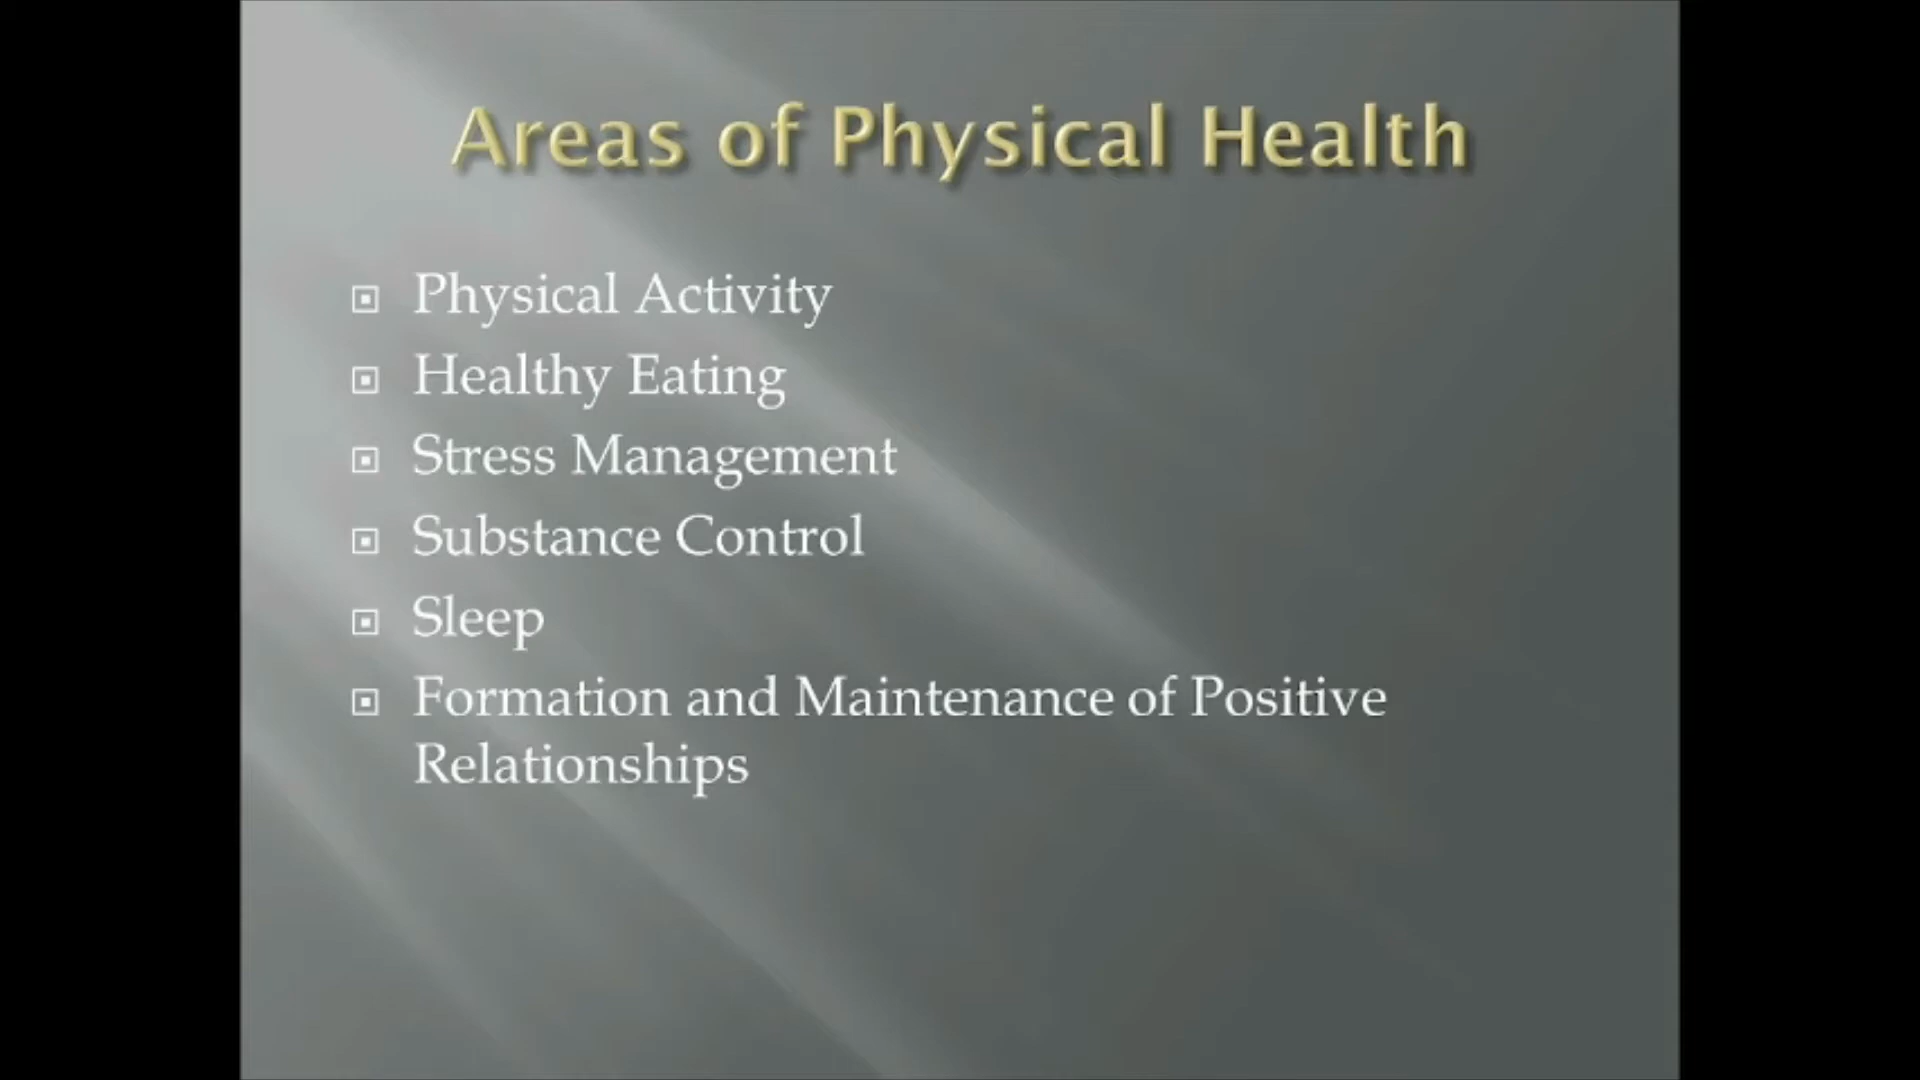 Areas of Physical Health
Physical Activity
Healthy Eating
Stress Management
Substance Control
Sleep
Formation and Maintenance of Positive
Relationships